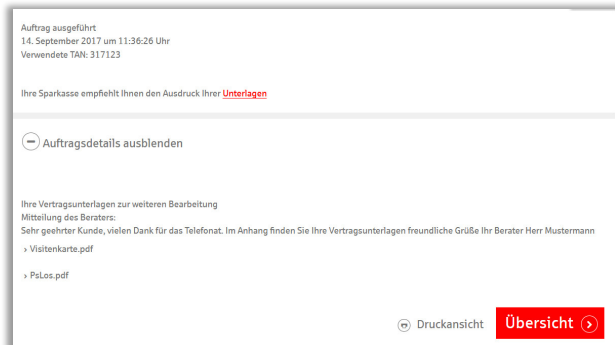 Auftrag ausgeführt
14. September 2017 um 11:36:26 Uhr
Verwendete TAN: 317123
Ihre Sparkasse empfiehlt Ihnen den Ausdruck Ihrer Unterlagen
Auftragsdetails ausblenden
Ihre Vertragsunterlagen zur weiteren Bearbeitung
Mitteilung des Beraters:
Sehr geehrter Kunde, vielen Dank für das Telefonat. Im Anhang finden Sie Ihre Vertragsunterlagen freundliche Grüße Ihr Berater Herr Mustermann
› Visitenkarte.pdf
› PsLos.pdf
Druckansicht Übersicht